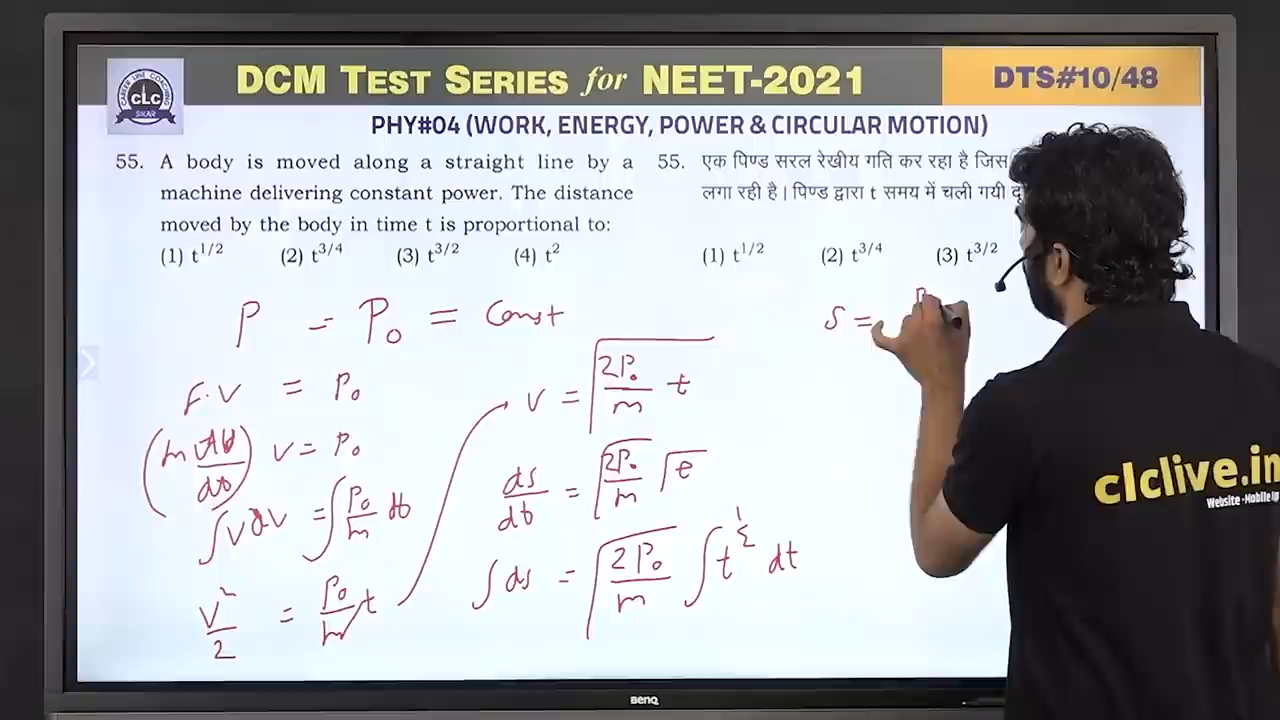 DCM TEST SERIES for NEET-2021
DTS#10/48
CAREER LINE COACHING
CLC
SIKAR
PHY#04 (WORK, ENERGY, POWER & CIRCULAR MOTION)
55. A body is moved along a straight line by a
machine delivering constant power. The distance
moved by the body in time t is proportional to:
(1) t^{1/2} (2) t^{3/4} (3) t^{3/2} (4) t^2
55. एक पिण्ड सरल रेखीय गति कर रहा है जिस
लगा रही है। पिण्ड द्वारा t समय में चली गयी
(1) t^{1/2} (2) t^{3/4} (3) t^{3/2}
P = P₀ = Const
F.V = P₀
(m dv/dt) v = P₀
∫VdV = ∫P₀/m dt
v²/2 = P₀/m t
v = √(2P₀/m t)
ds/dt = √(2P₀/m) √t
∫ds = √(2P₀/m) ∫t^{1/2} dt
S =
clclive.in
BenQ